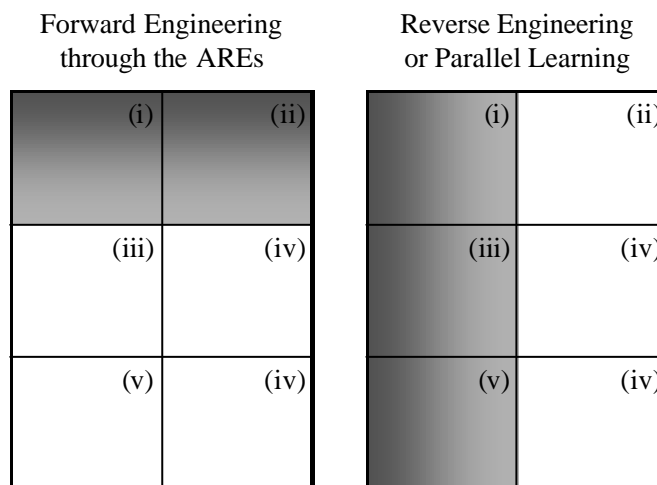 Forward Engineering
through the AREs
Reverse Engineering
or Parallel Learning
(i) (ii)
(iii) (iv)
(v) (iv)
(i) (ii)
(iii) (iv)
(v) (iv)